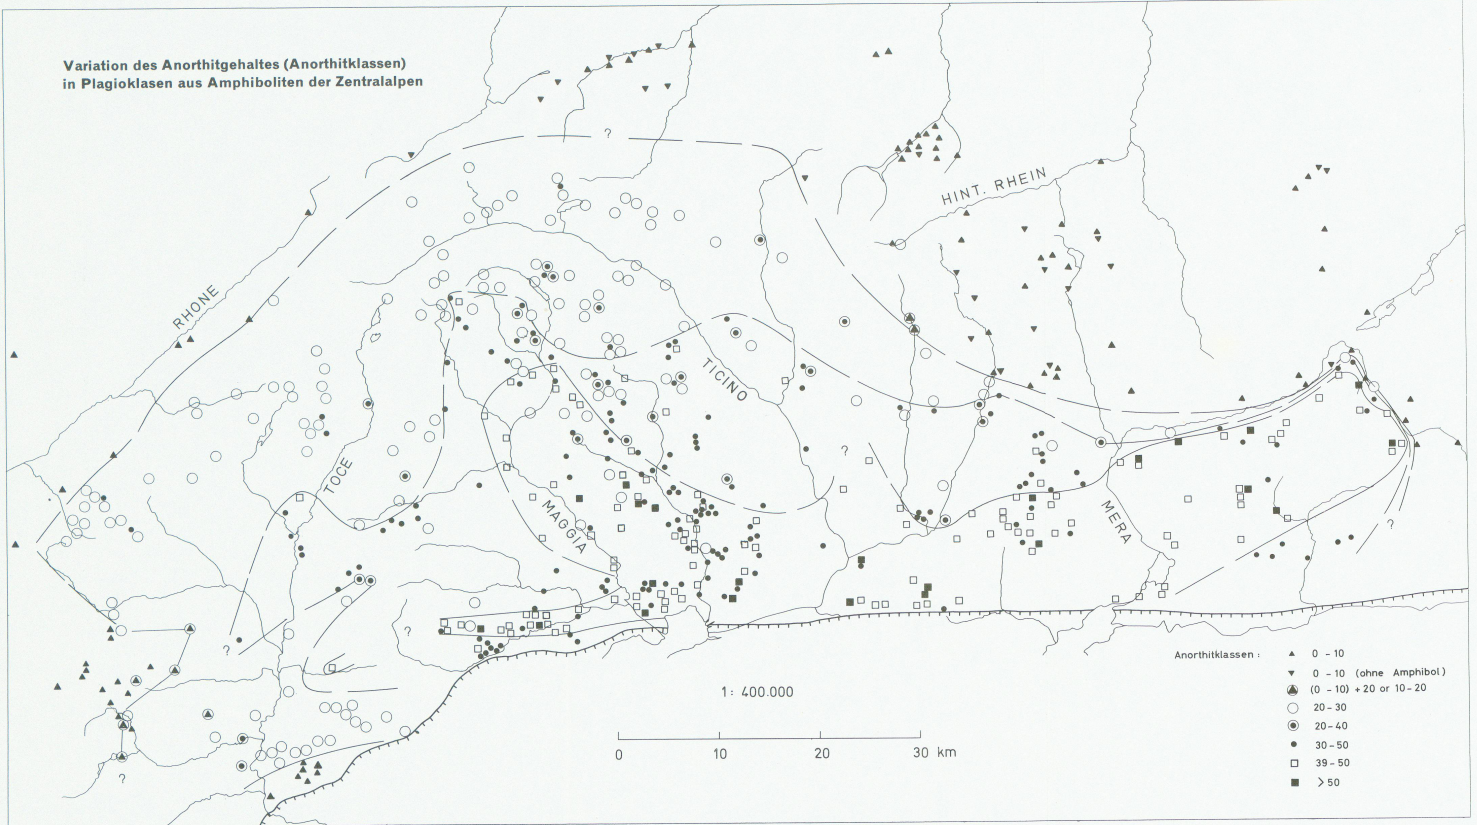 Variation des Anorthitgehaltes (Anorthitklassen)
in Plagioklasen aus Amphiboliten der Zentralalpen
?
HINT. RHEIN
RHONE
TICINO
?
TOCE
MAGGIA
MERA
?
?
?
?
Anorthitklassen :
0 - 10
0 - 10 (ohne Amphibol)
(0 - 10) + 20 or 10 - 20
20 - 30
20 - 40
30 - 50
39 - 50
> 50
1: 400.000
0 10 20 30 km